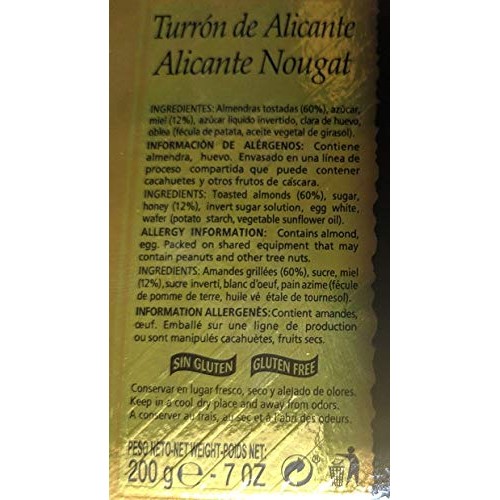 Turrón de Alicante
Alicante Nougat
INGREDIENTES: Almendras tostadas (60%), azúcar,
miel (12%), azúcar líquido invertido, clara de huevo,
oblea (fécula de patata, aceite vegetal de girasol).
INFORMACIÓN DE ALÉRGENOS: Contiene
almendra, huevo. Envasado en una línea de
proceso compartida que puede contener
cacahuetes y otros frutos de cáscara.
INGREDIENTS: Toasted almonds (60%), sugar,
honey (12%), invert sugar solution, egg white,
wafer (potato starch, vegetable sunflower oil).
ALLERGY INFORMATION: Contains almond,
egg. Packed on shared equipment that may
contain peanuts and other tree nuts.
INGREDIENTS: Amandes grillées (60%), sucre, miel
(12%),sucre inverti, blanc d'oeuf, pain azime (fécule
de pomme de terre, huile vé étale de tournesol).
INFORMATION ALLERGENÈS:Contient amandes,
œuf. Emballé sur une ligne de production
ou sont manipulés cacahuètes, fruits secs.
SIN GLUTEN GLUTEN FREE
Conservar en lugar fresco, seco y alejado de olores.
Keep in a cool dry place and away from odors.
A conserver au frais, au sec et à l'abri des odeurs.
PESO NETO-NET WEIGHT-POIDS NET:
200 g℮ - 7 OZ